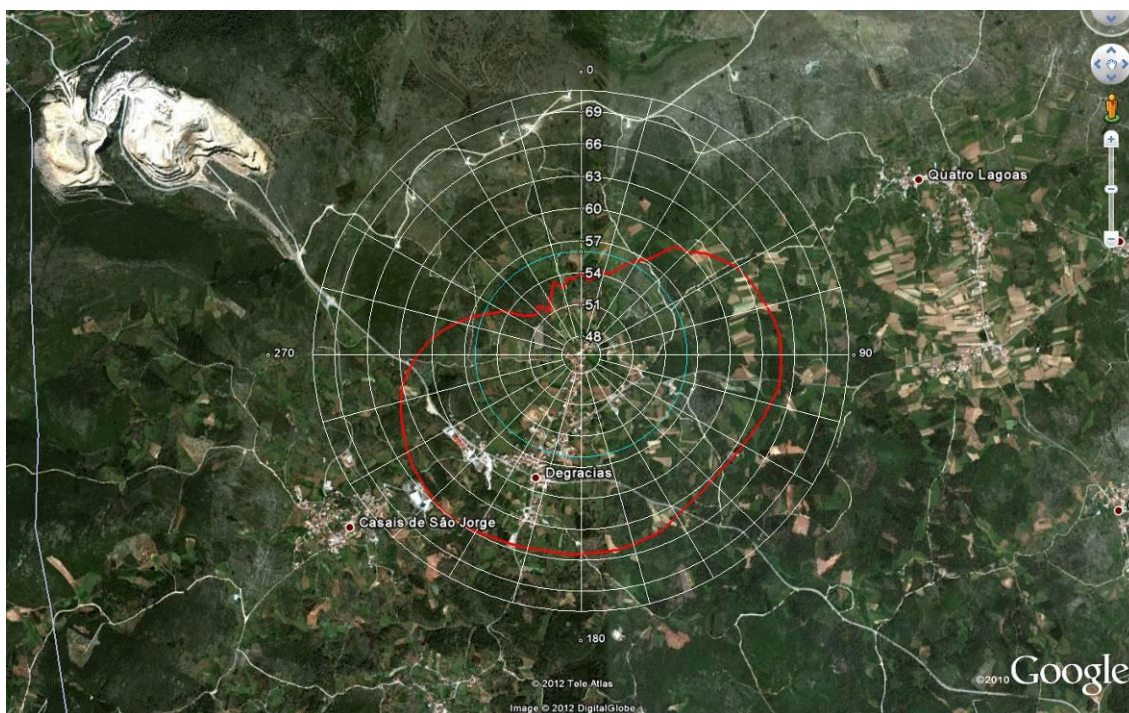 0
69
66
63
60
57
54
51
48
270
90
180
Quatro Lagoas
Degracias
Casais de São Jorge
© 2012 Tele Atlas
Image © 2012 DigitalGlobe
©2010 Google